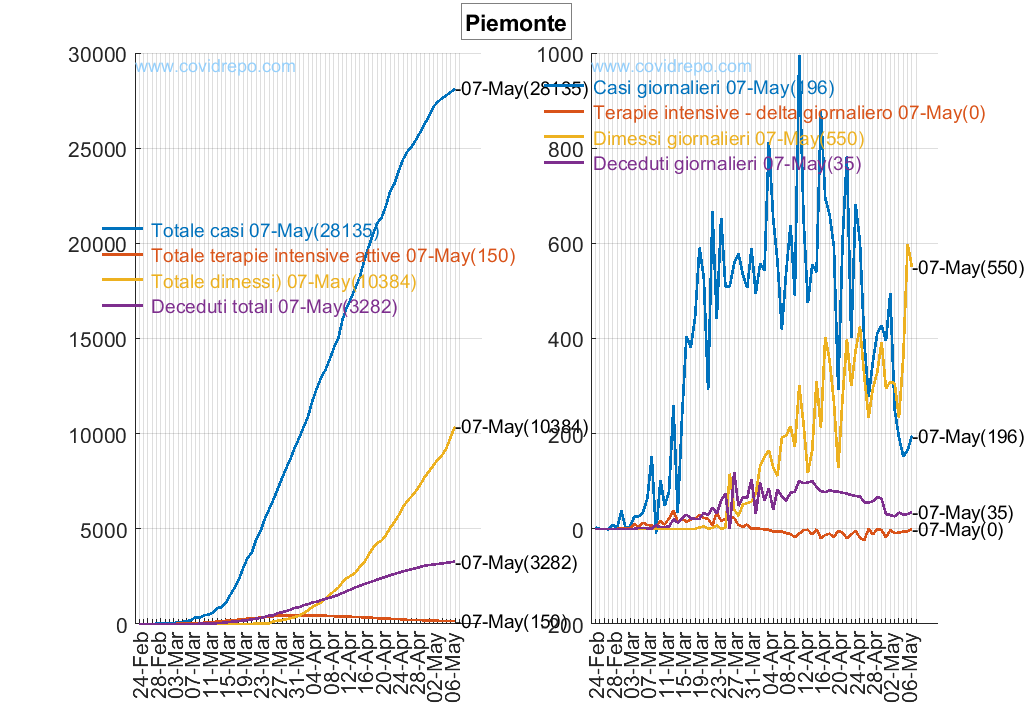 Piemonte
www.covidrepo.com
30000
25000
20000
15000
10000
5000
0
Totale casi 07-May(28135)
Totale terapie intensive attive 07-May(150)
Totale dimessi) 07-May(10384)
Deceduti totali 07-May(3282)
-07-May(28135)
-07-May(10384)
-07-May(3282)
-07-May(150)
24-Feb
28-Feb
03-Mar
07-Mar
11-Mar
15-Mar
19-Mar
23-Mar
27-Mar
31-Mar
04-Apr
08-Apr
12-Apr
16-Apr
20-Apr
24-Apr
28-Apr
02-May
06-May
www.covidrepo.com
1000
800
600
400
200
0
-200
Casi giornalieri 07-May(196)
Terapie intensive - delta giornaliero 07-May(0)
Dimessi giornalieri 07-May(550)
Deceduti giornalieri 07-May(35)
-07-May(550)
-07-May(196)
-07-May(35)
-07-May(0)
24-Feb
28-Feb
03-Mar
07-Mar
11-Mar
15-Mar
19-Mar
23-Mar
27-Mar
31-Mar
04-Apr
08-Apr
12-Apr
16-Apr
20-Apr
24-Apr
28-Apr
02-May
06-May